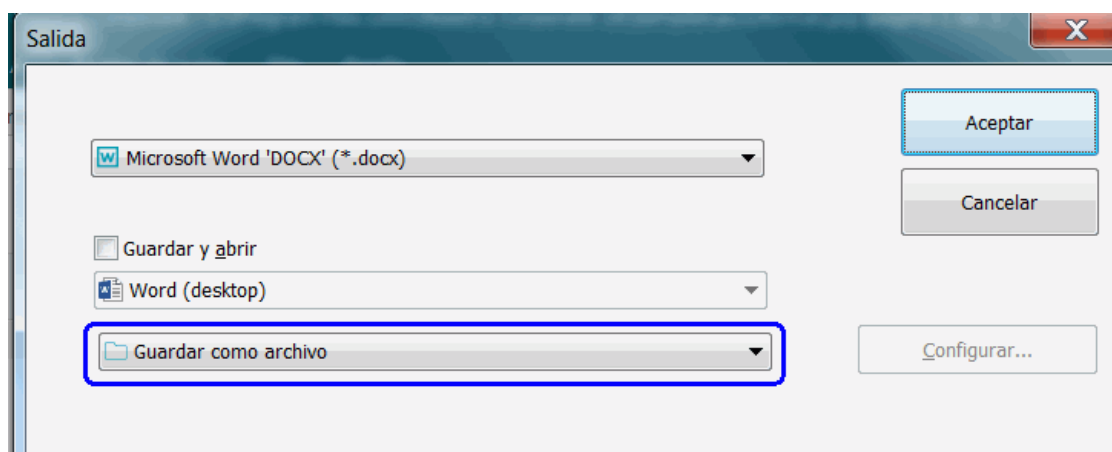 Salida
X
Aceptar
W Microsoft Word 'DOCX' (*.docx)
Cancelar
Guardar y abrir
Word (desktop)
Guardar como archivo
Configurar...